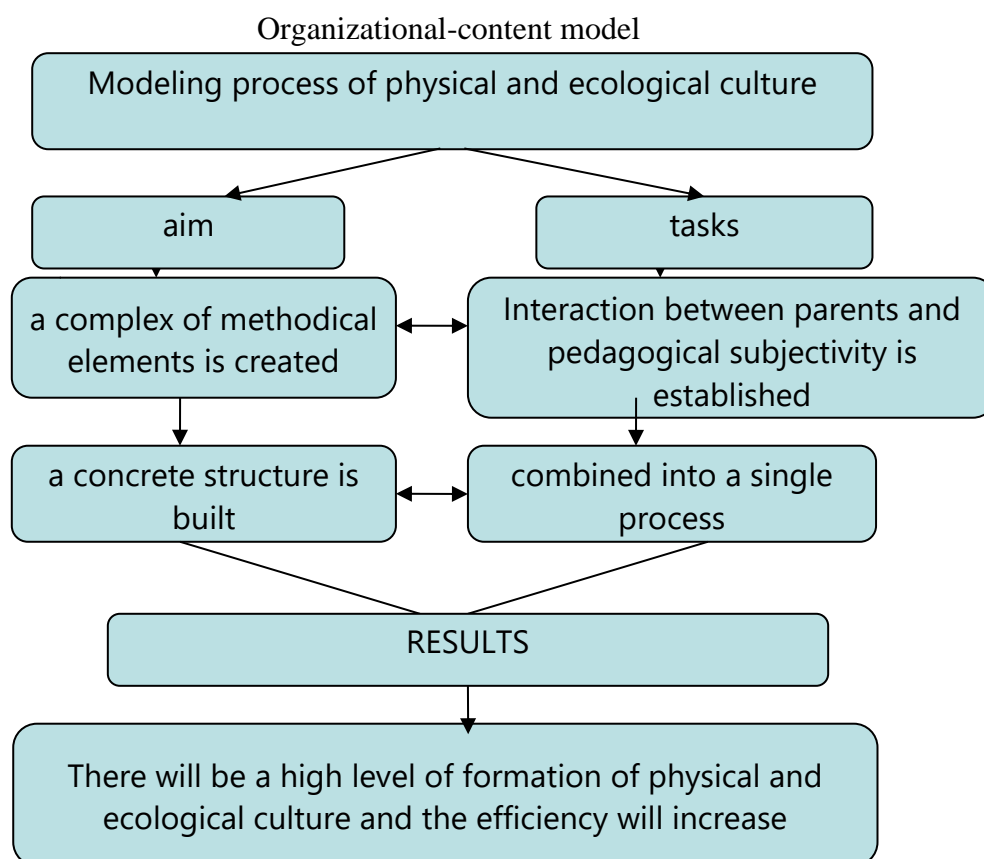 Organizational-content model
Modeling process of physical and ecological culture
aim
tasks
a complex of methodical
elements is created
Interaction between parents and
pedagogical subjectivity is
established
a concrete structure is
built
combined into a single
process
RESULTS
There will be a high level of formation of physical and
ecological culture and the efficiency will increase